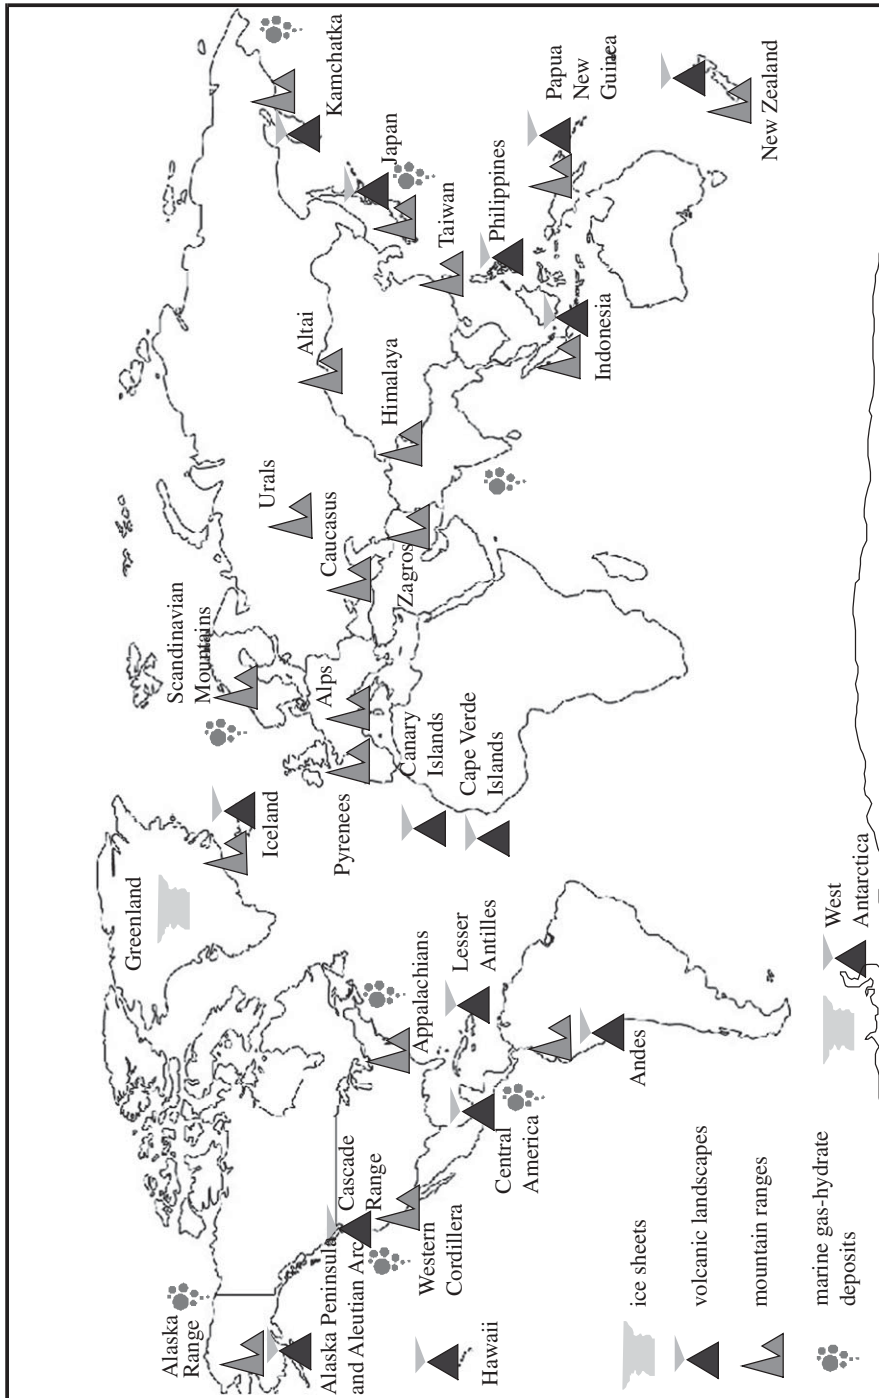 Alaska
Range
Alaska Peninsula
and Aleutian Arc
Hawaii
Cascade
Range
Western
Cordillera
Central
America
Appalachians
Lesser
Antilles
Andes
Greenland
Iceland
Pyrenees
Canary
Islands
Cape Verde
Islands
Scandinavian
Mountains
Alps
Urals
Caucasus
Zagros
Altai
Himalaya
Kamchatka
Japan
Taiwan
Philippines
Indonesia
Papua
New
Guinea
New Zealand
West
Antarctica
ice sheets
volcanic landscapes
mountain ranges
marine gas-hydrate
deposits